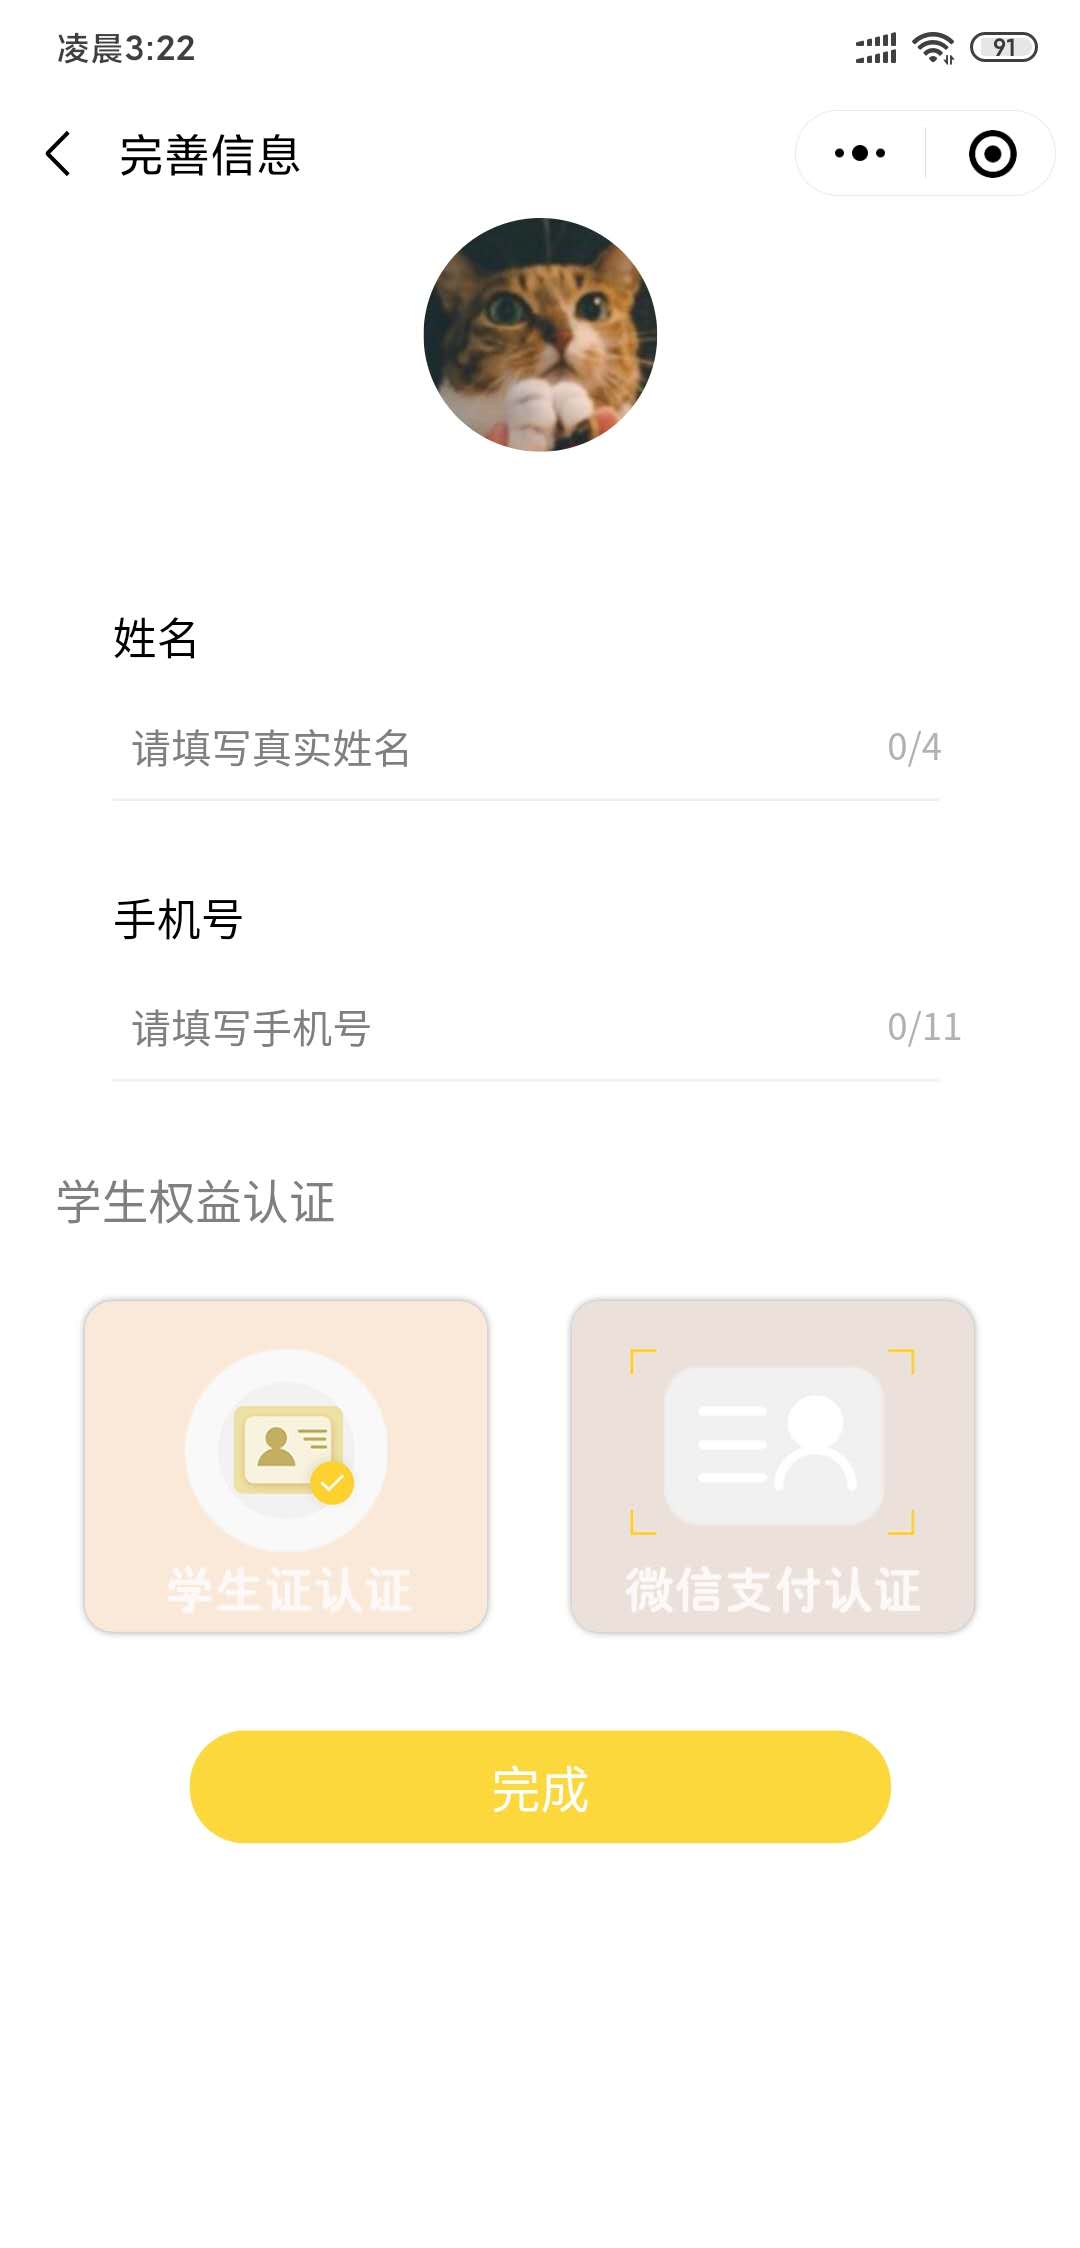 凌晨3:22
91
完善信息
姓名
请填写真实姓名 0/4
手机号
请填写手机号 0/11
学生权益认证
学生证认证
微信支付认证
完成